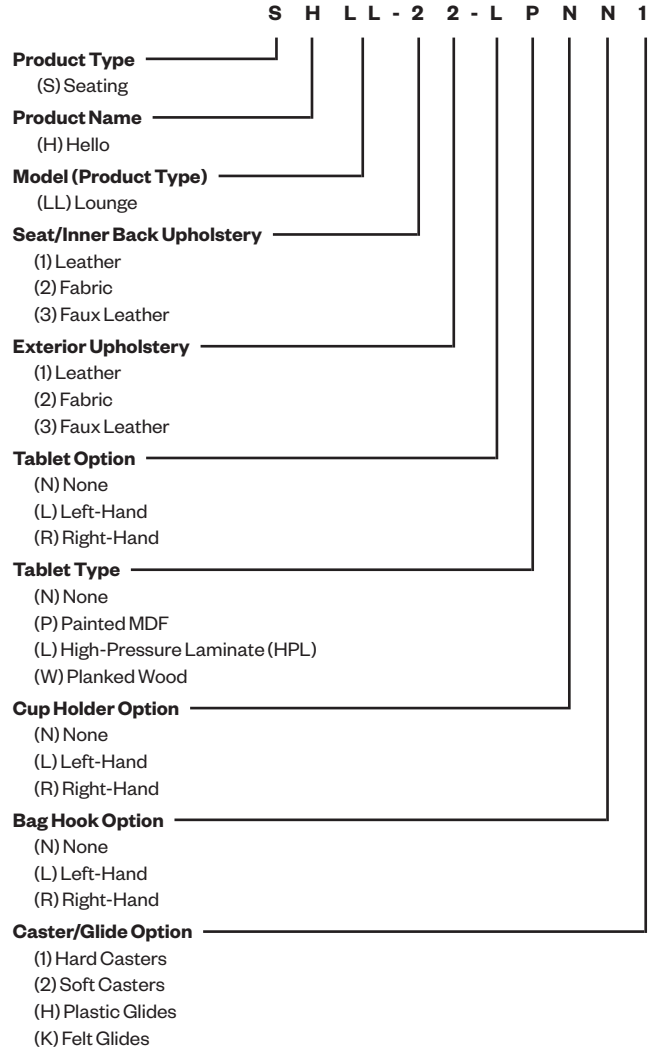 S H L L - 2 2 - L P N N 1
Product Type
(S) Seating
Product Name
(H) Hello
Model (Product Type)
(LL) Lounge
Seat/Inner Back Upholstery
(1) Leather
(2) Fabric
(3) Faux Leather
Exterior Upholstery
(1) Leather
(2) Fabric
(3) Faux Leather
Tablet Option
(N) None
(L) Left-Hand
(R) Right-Hand
Tablet Type
(N) None
(P) Painted MDF
(L) High-Pressure Laminate (HPL)
(W) Planked Wood
Cup Holder Option
(N) None
(L) Left-Hand
(R) Right-Hand
Bag Hook Option
(N) None
(L) Left-Hand
(R) Right-Hand
Caster/Glide Option
(1) Hard Casters
(2) Soft Casters
(H) Plastic Glides
(K) Felt Glides